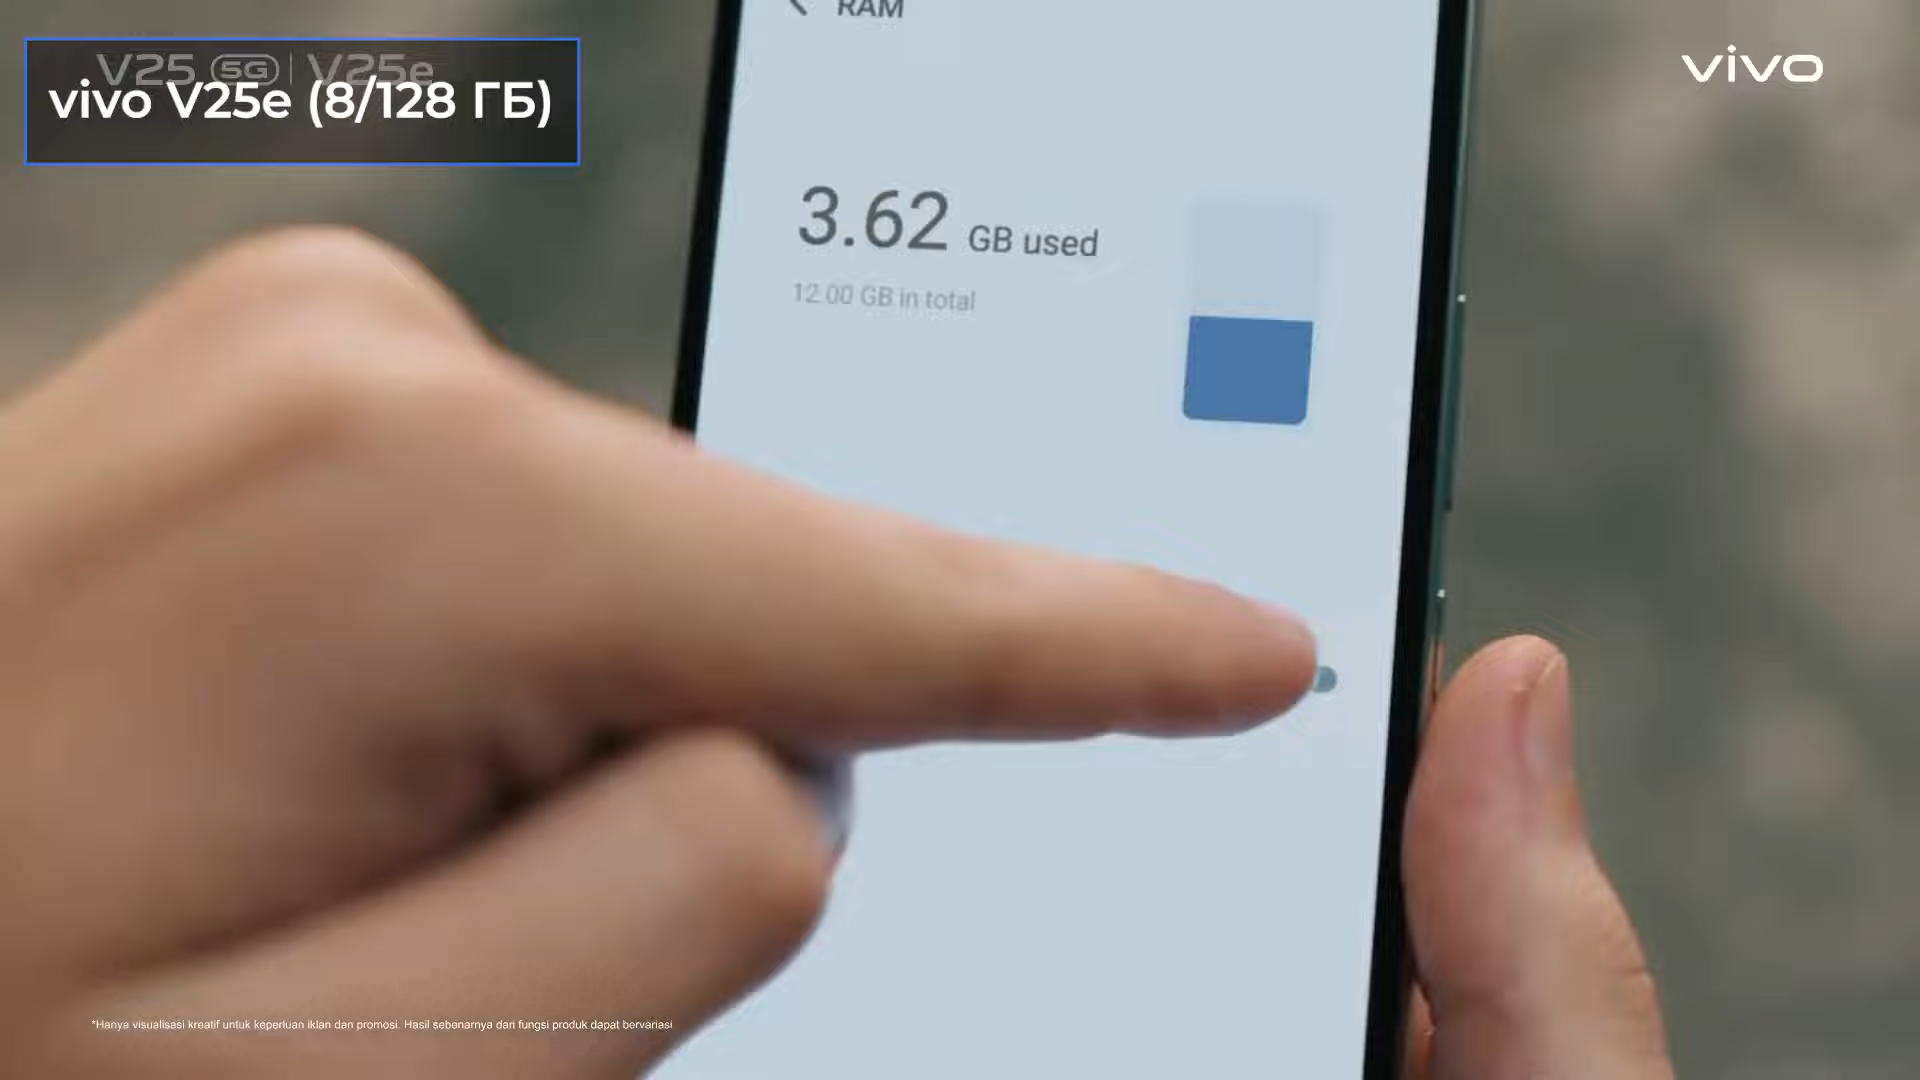 V25 5G | V25e
vivo V25e (8/128 ГБ)
vivo
RAM
3.62 GB used
12.00 GB in total
*Hanya visualisasi kreatif untuk keperluan iklan dan promosi. Hasil sebenarnya dari fungsi produk dapat bervariasi